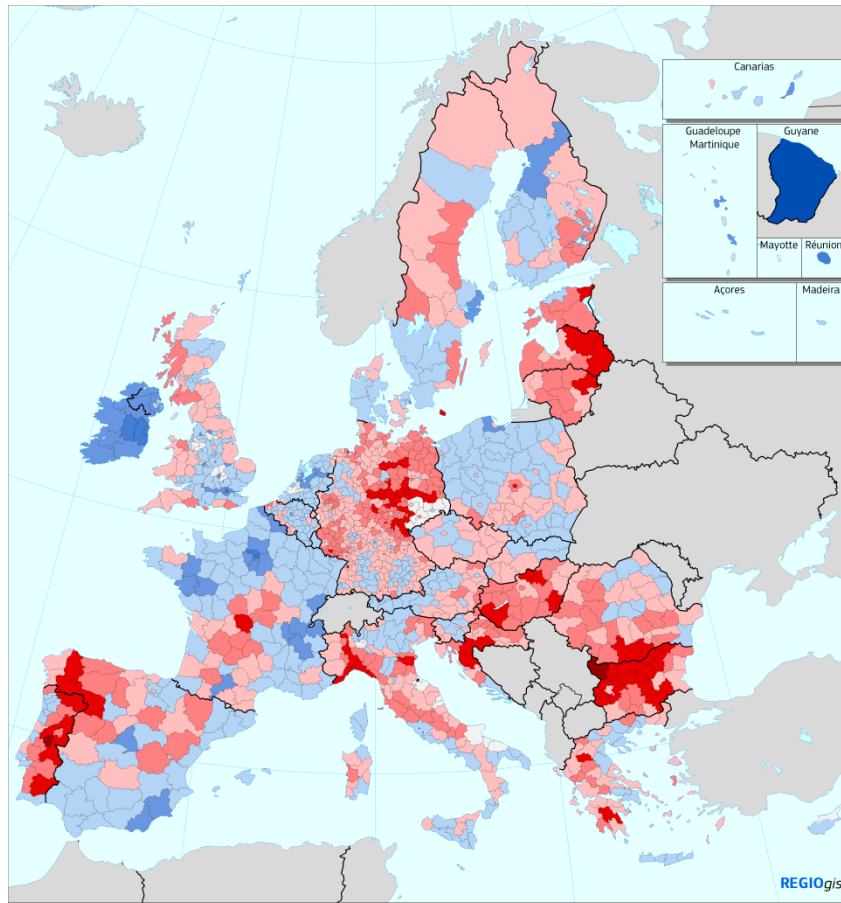 Canarias
Guadeloupe
Martinique
Guyane
Mayotte
Réunion
Açores
Madeira
REGIOgis